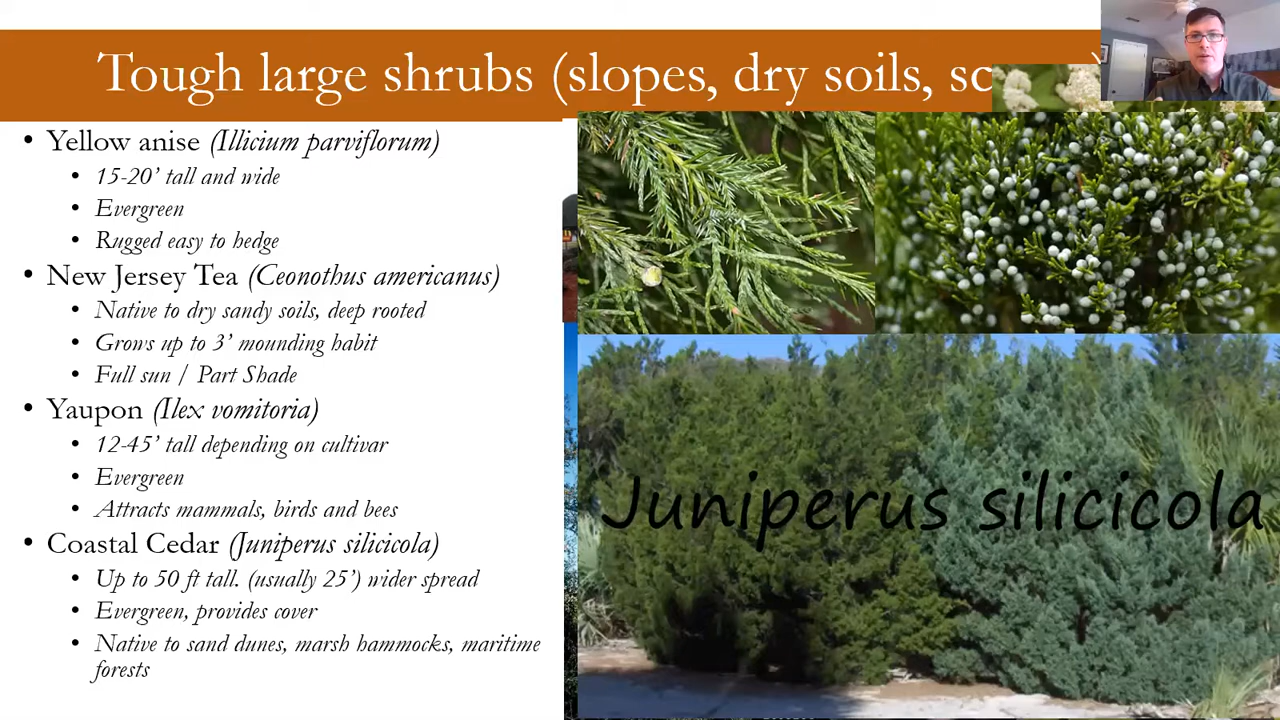 Tough large shrubs (slopes, dry soils, sc
• Yellow anise (Illicium parviflorum)
• 15-20’ tall and wide
• Evergreen
• Rugged easy to hedge
• New Jersey Tea (Ceonothus americanus)
• Native to dry sandy soils, deep rooted
• Grows up to 3’ mounding habit
• Full sun / Part Shade
• Yaupon (Ilex vomitoria)
• 12-45’ tall depending on cultivar
• Evergreen
• Attracts mammals, birds and bees
• Coastal Cedar (Juniperus silicicola)
• Up to 50 ft tall. (usually 25’) wider spread
• Evergreen, provides cover
• Native to sand dunes, marsh hammocks, maritime
forests
Juniperus silicicola